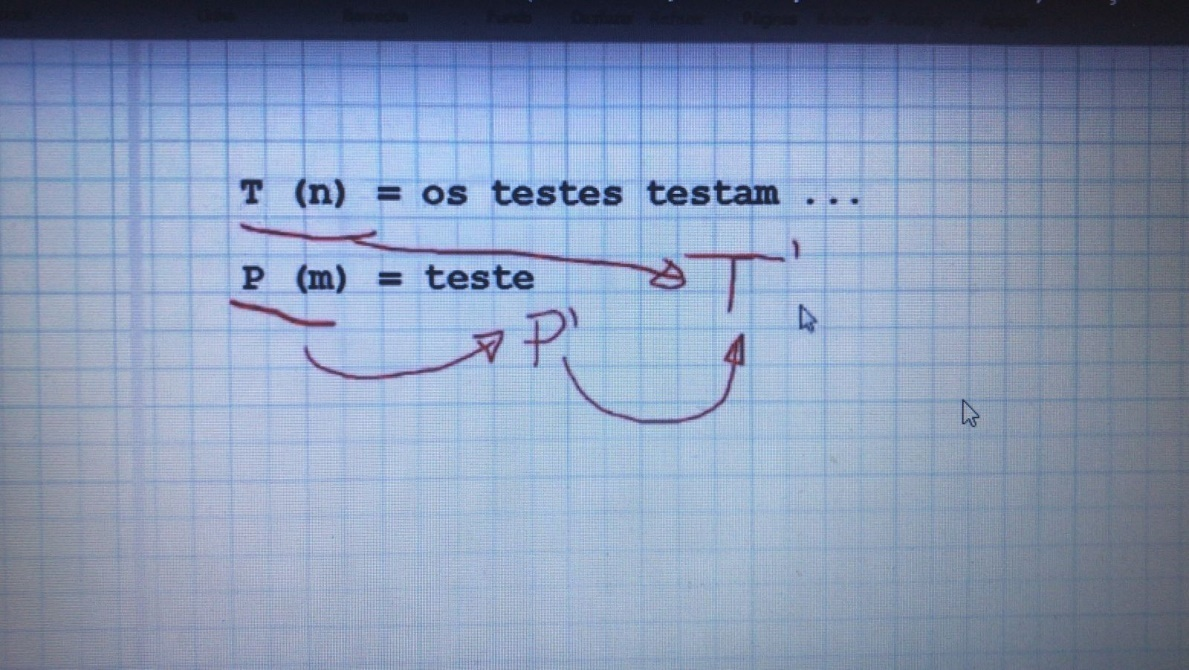 T (n) = os testes testam ...
T'
P (m) = teste
P'